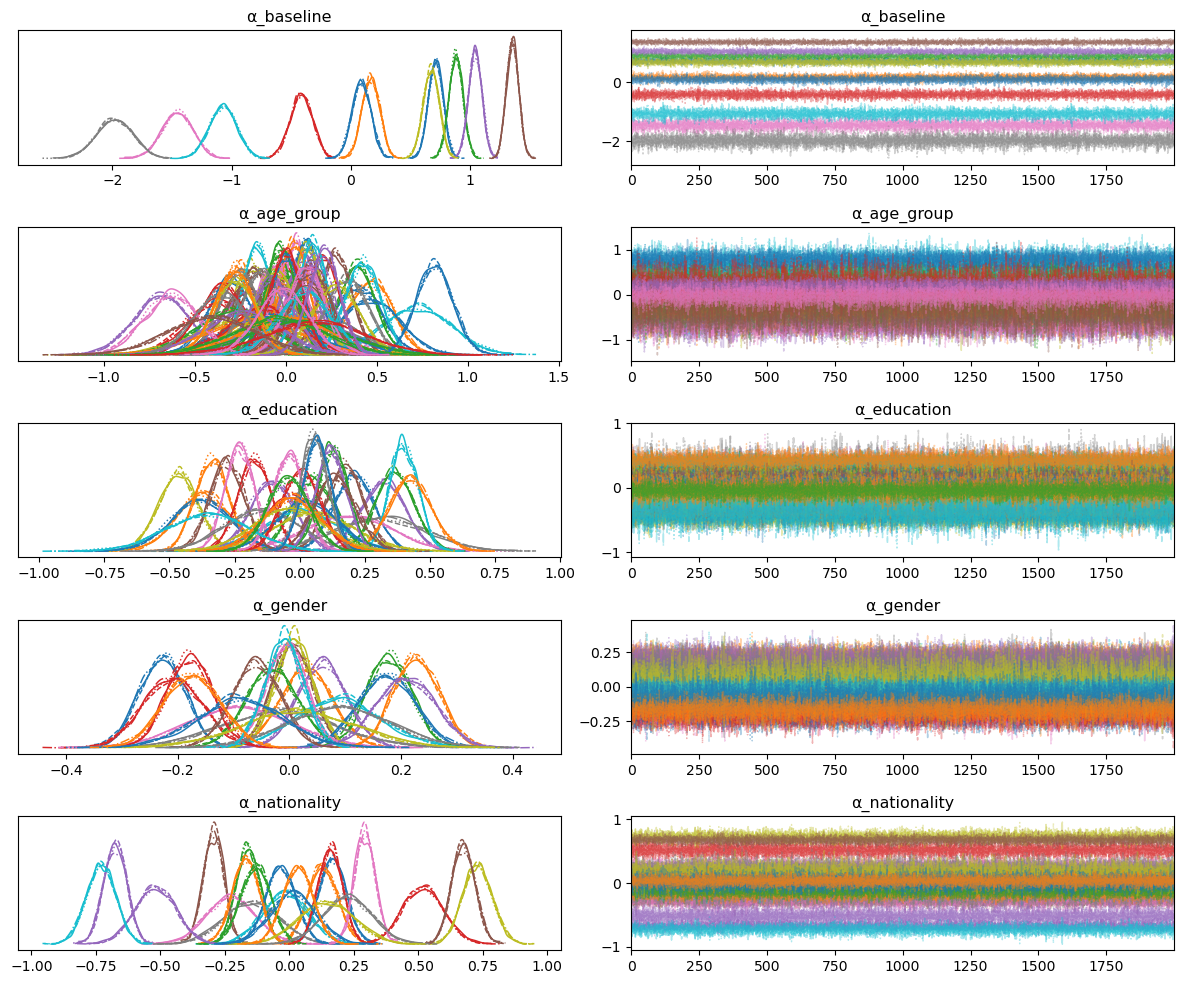 α_baseline α_baseline
0
−2
−2 −1 0 1 0 250 500 750 1000 1250 1500 1750
α_age_group α_age_group
1
0
−1
−1.0 −0.5 0.0 0.5 1.0 1.5 0 250 500 750 1000 1250 1500 1750
α_education α_education
1
0
−1
−1.00 −0.75 −0.50 −0.25 0.00 0.25 0.50 0.75 1.00 0 250 500 750 1000 1250 1500 1750
α_gender α_gender
0.25
0.00
−0.25
−0.4 −0.2 0.0 0.2 0.4 0 250 500 750 1000 1250 1500 1750
α_nationality α_nationality
1
0
−1
−1.00 −0.75 −0.50 −0.25 0.00 0.25 0.50 0.75 1.00 0 250 500 750 1000 1250 1500 1750